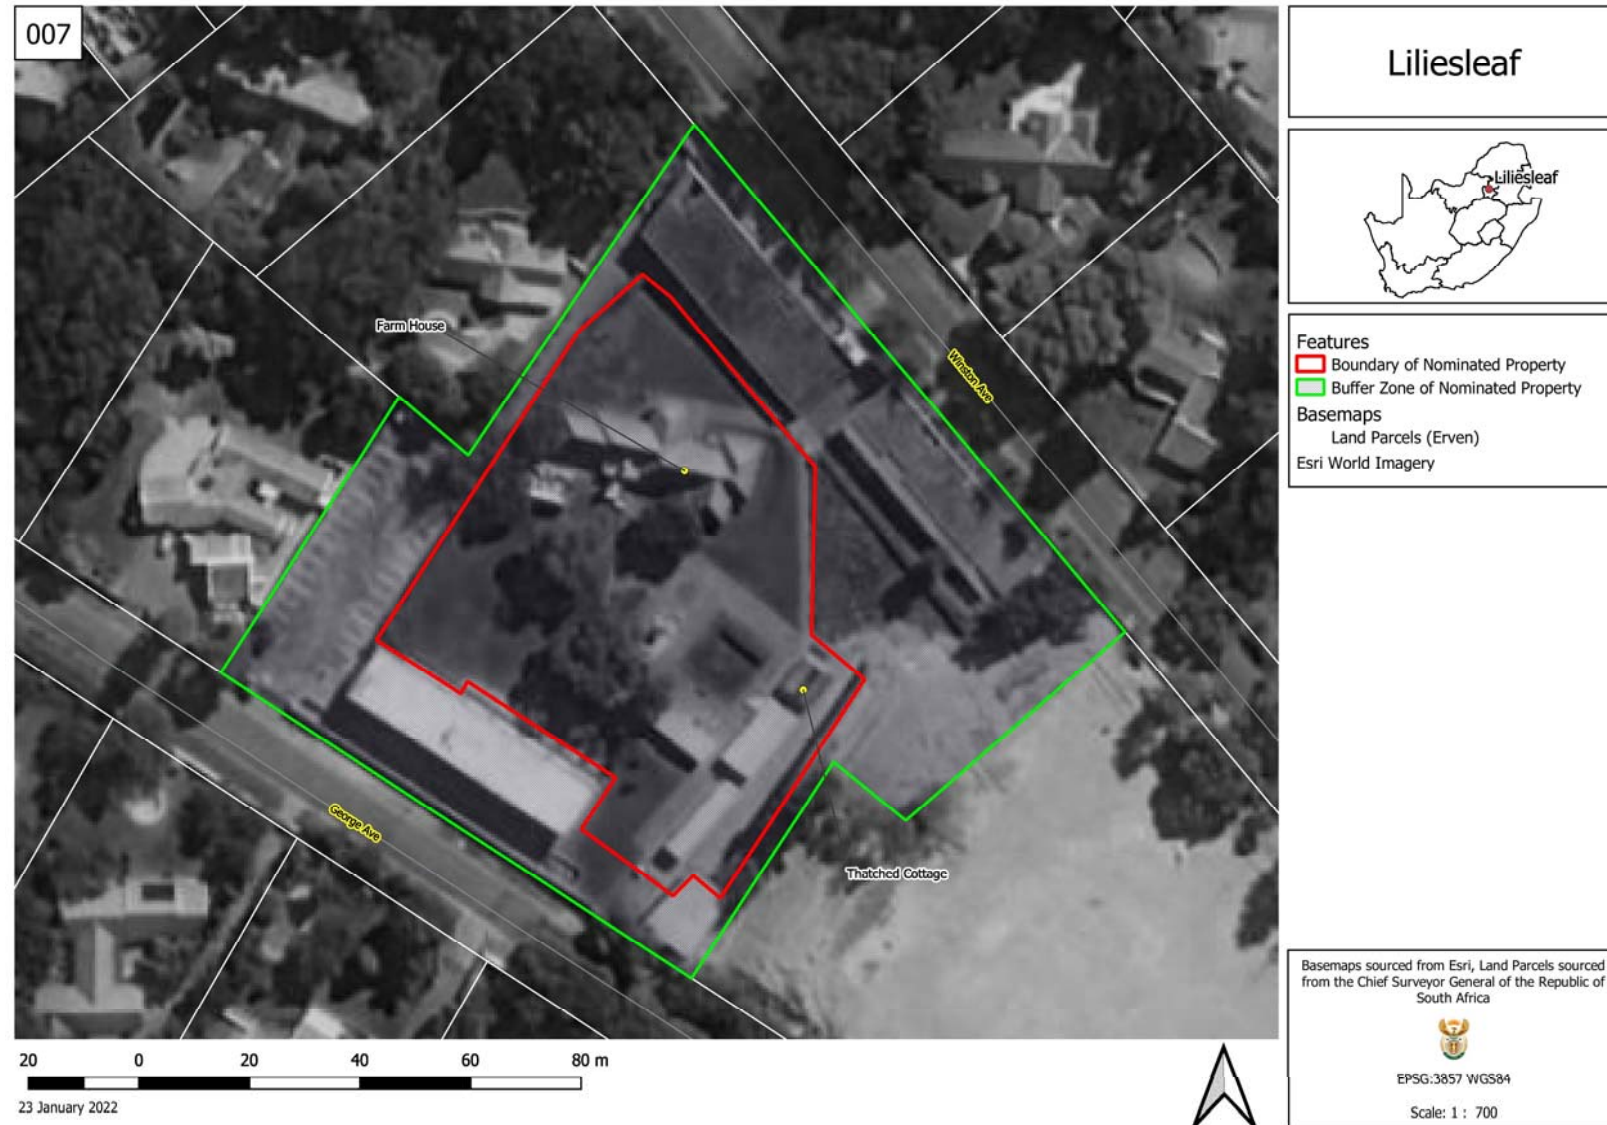 007
Liliesleaf
Liliesleaf
Farm House
Winston Ave
George Ave
Thatched Cottage
Features
Boundary of Nominated Property
Buffer Zone of Nominated Property
Basemaps
Land Parcels (Erven)
Esri World Imagery
Basemaps sourced from Esri, Land Parcels sourced
from the Chief Surveyor General of the Republic of
South Africa
EPSG:3857 WGS84
Scale: 1 : 700
20 0 20 40 60 80 m
23 January 2022